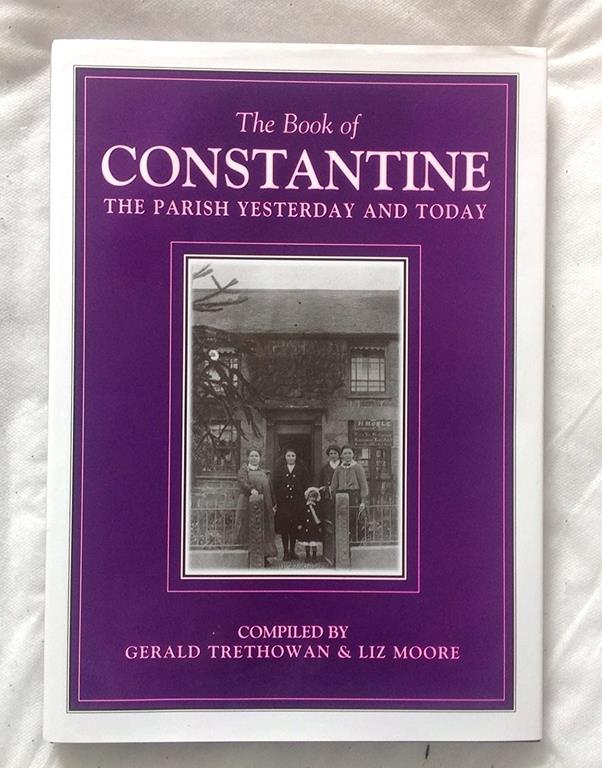 The Book of
CONSTANTINE
THE PARISH YESTERDAY AND TODAY
COMPILED BY
GERALD TRETHOWAN & LIZ MOORE